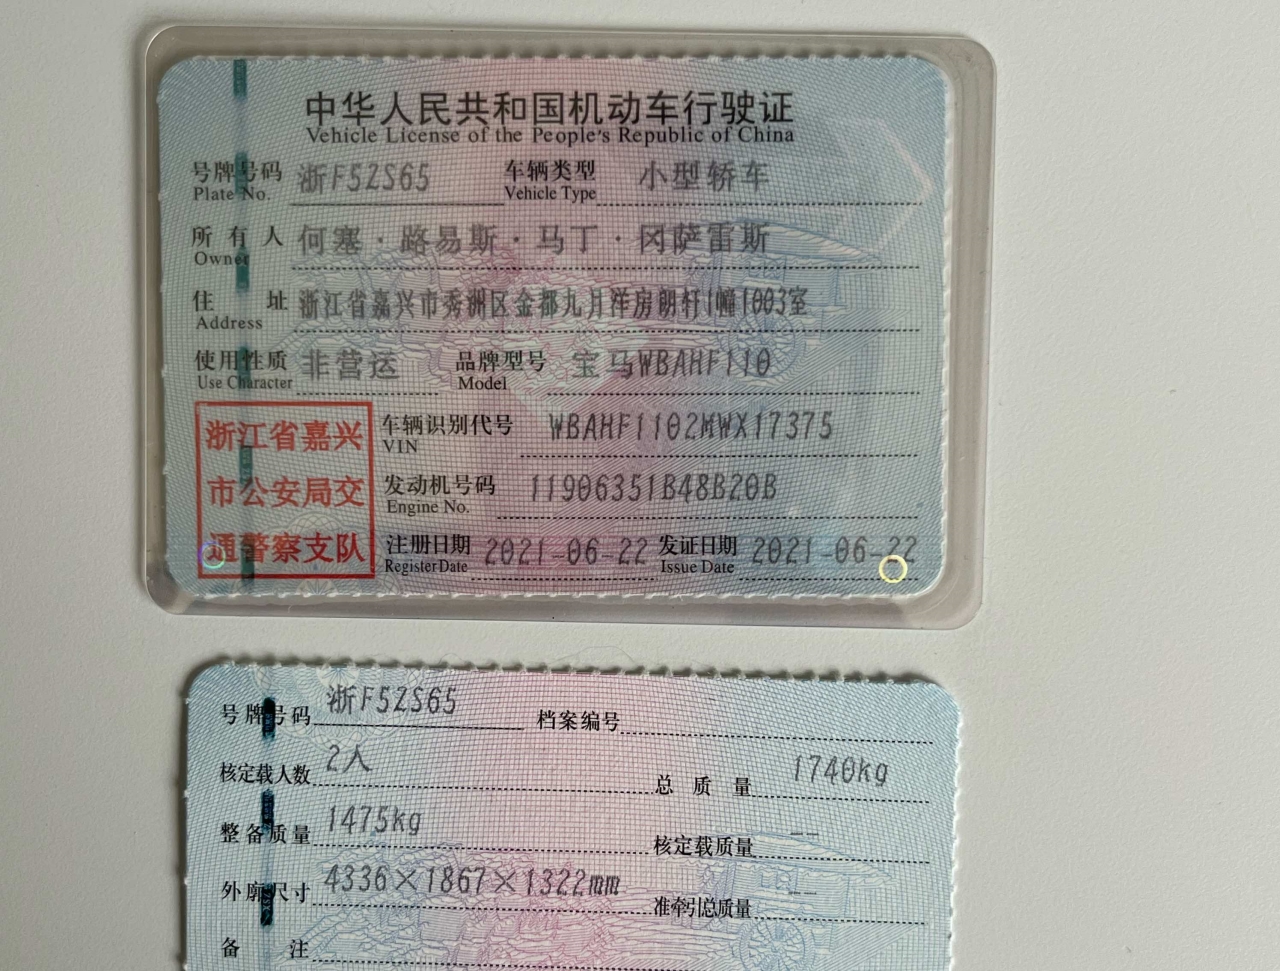 中华人民共和国机动车行驶证
Vehicle License of the People's Republic of China
号牌号码 浙F52S65 车辆类型 小型轿车
Plate No. Vehicle Type
所有人 何塞·路易斯·马丁·冈萨雷斯
Owner
住址 浙江省嘉兴市秀洲区金都九月洋房朗轩1幢1003室
Address
使用性质 非营运 品牌型号 宝马WBAHF110
Use Character Model
浙江省嘉兴 车辆识别代号 WBAHF1102MWX17375
VIN
市公安局交 发动机号码 11906351B48B20B
Engine No.
通警察支队 注册日期 2021-06-22 发证日期 2021-06-22
Register Date Issue Date
号牌号码 浙F52S65 档案编号
核定载人数 2人 总质量 1740kg
整备质量 1475kg 核定载质量 --
外廓尺寸 4336×1867×1322mm 准牵引总质量 --
备注